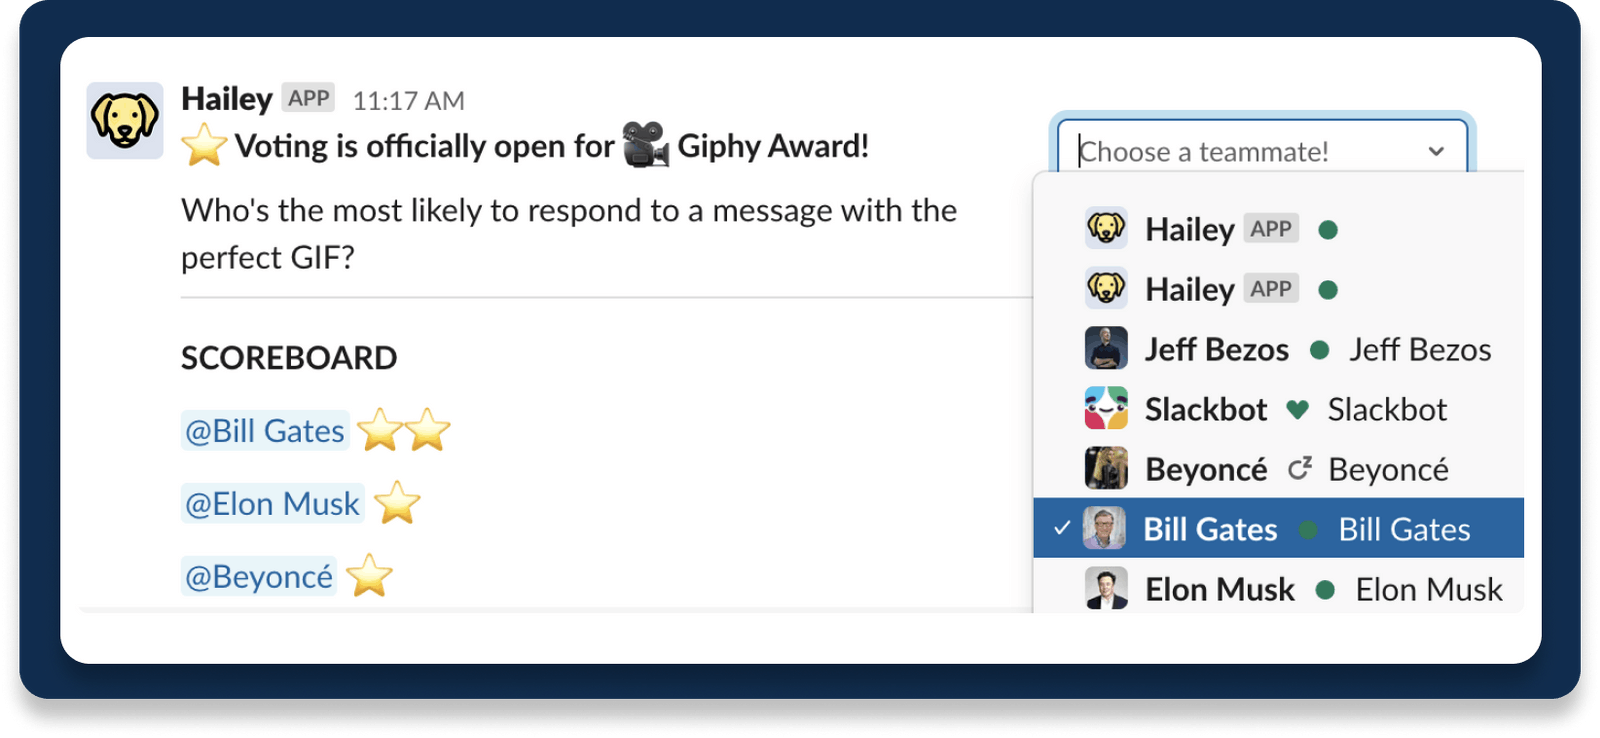 Hailey APP 11:17 AM
Voting is officially open for Giphy Award!
Who's the most likely to respond to a message with the
perfect GIF?
SCOREBOARD
@Bill Gates
@Elon Musk
@Beyoncé
Choose a teammate!
Hailey APP
Hailey APP
Jeff Bezos Jeff Bezos
Slackbot Slackbot
Beyoncé z Beyoncé
Bill Gates Bill Gates
Elon Musk Elon Musk